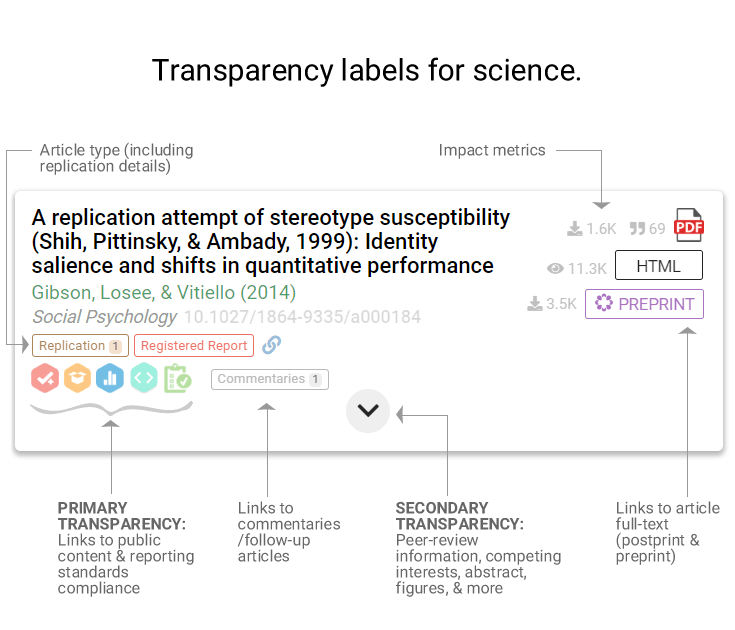 Transparency labels for science.
Article type (including
replication details)
Impact metrics
A replication attempt of stereotype susceptibility
(Shih, Pittinsky, & Ambady, 1999): Identity
salience and shifts in quantitative performance
Gibson, Losee, & Vitiello (2014)
Social Psychology 10.1027/1864-9335/a000184
Replication 1 Registered Report
Commentaries 1
1.6K 69 PDF
11.3K HTML
3.5K PREPRINT
PRIMARY
TRANSPARENCY:
Links to public
content & reporting
standards
compliance
Links to
commentaries
/follow-up
articles
SECONDARY
TRANSPARENCY:
Peer-review
information, competing
interests, abstract,
figures, & more
Links to article
full-text
(postprint &
preprint)